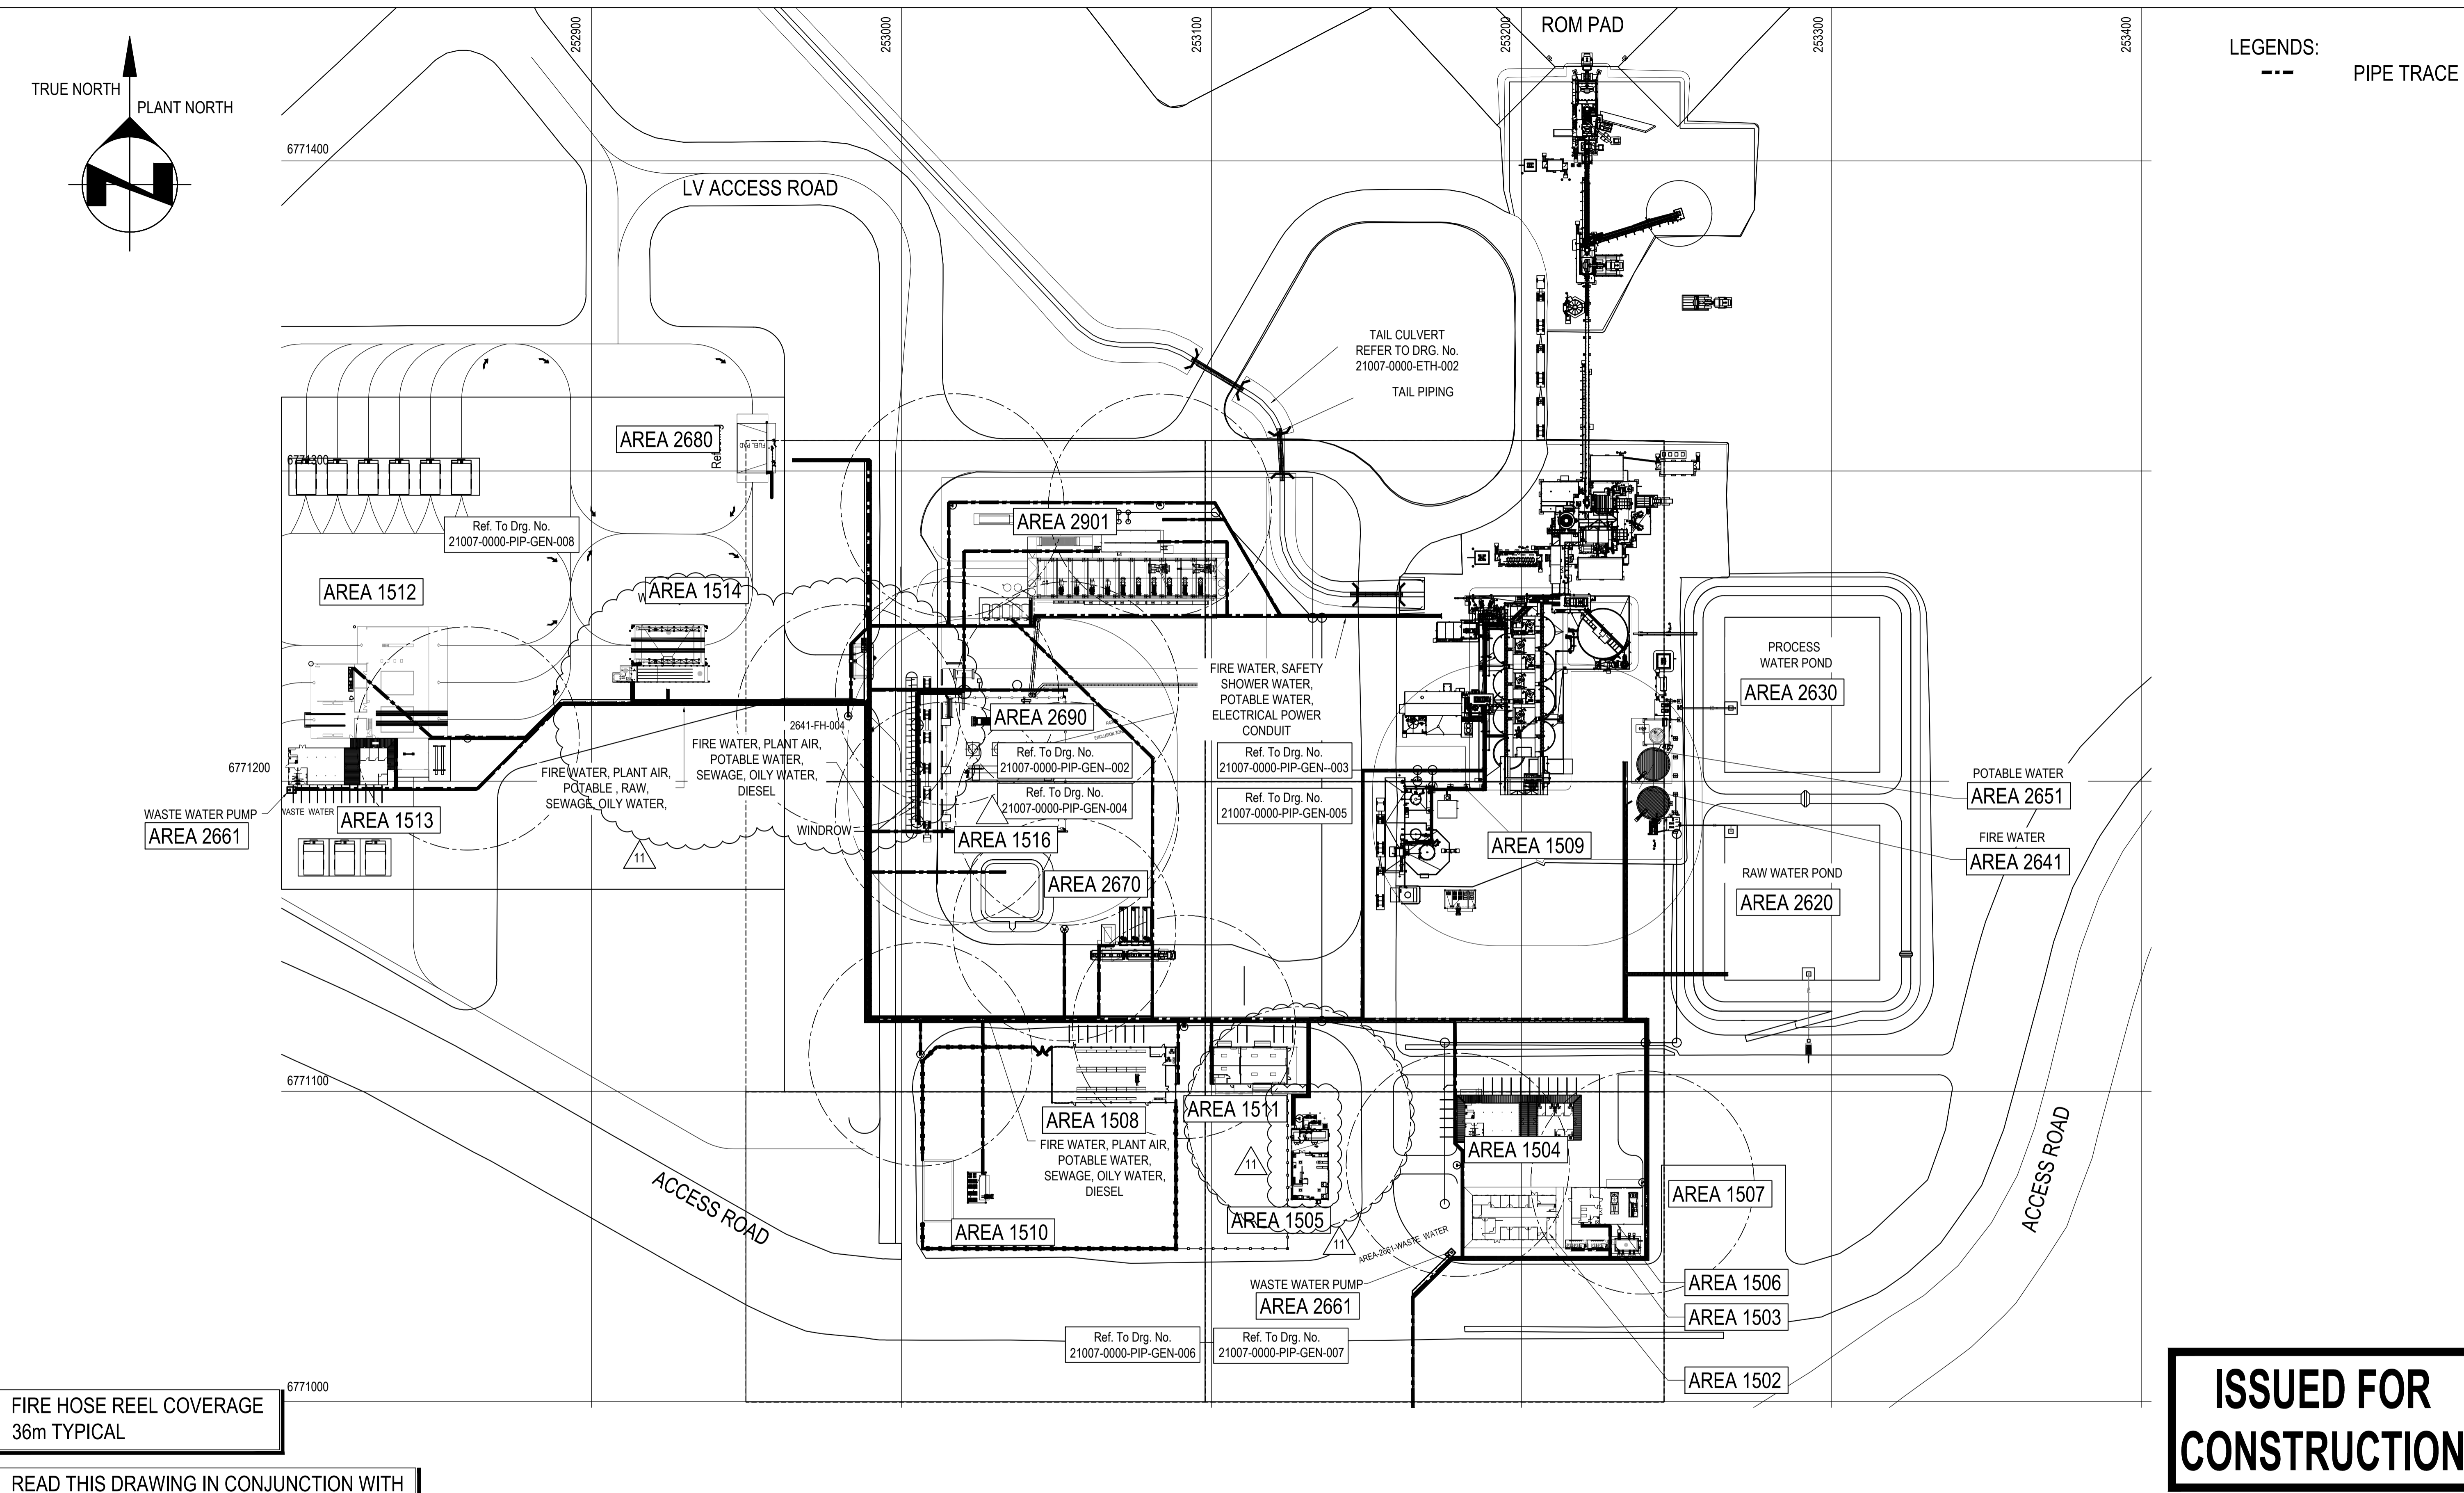 252900
253000
253100
253200
253300
253400
ROM PAD
LEGENDS:
PIPE TRACE
TRUE NORTH
PLANT NORTH
6771400
LV ACCESS ROAD
TAIL CULVERT
REFER TO DRG. No.
21007-0000-ETH-002
TAIL PIPING
AREA 2680
FUEL PAD
Ref
6771300
Ref. To Drg. No.
21007-0000-PIP-GEN-008
AREA 2901
AREA 1512
AREA 1514
W
FIRE WATER, SAFETY
SHOWER WATER,
POTABLE WATER,
ELECTRICAL POWER
CONDUIT
PROCESS
WATER POND
AREA 2630
AREA 2690
2641-FH-004
EXCLUSION ZONE
FIRE WATER, PLANT AIR,
POTABLE WATER,
SEWAGE, OILY WATER,
DIESEL
Ref. To Drg. No.
21007-0000-PIP-GEN--002
Ref. To Drg. No.
21007-0000-PIP-GEN--003
6771200
FIRE WATER, PLANT AIR,
POTABLE , RAW,
SEWAGE, OILY WATER,
Ref. To Drg. No.
21007-0000-PIP-GEN-004
Ref. To Drg. No.
21007-0000-PIP-GEN-005
POTABLE WATER
AREA 2651
WASTE WATER PUMP
AREA 2661
WASTE WATER
AREA 1513
WINDROW
AREA 1516
AREA 1509
FIRE WATER
AREA 2641
11
AREA 2670
RAW WATER POND
AREA 2620
6771100
AREA 1508
AREA 1511
FIRE WATER, PLANT AIR,
POTABLE WATER,
SEWAGE, OILY WATER,
DIESEL
11
AREA 1504
ACCESS ROAD
ACCESS ROAD
AREA 1507
AREA 1510
AREA 1505
11
AREA-2661-WASTE WATER
WASTE WATER PUMP
AREA 2661
AREA 1506
AREA 1503
Ref. To Drg. No.
21007-0000-PIP-GEN-006
Ref. To Drg. No.
21007-0000-PIP-GEN-007
AREA 1502
6771000
FIRE HOSE REEL COVERAGE
36m TYPICAL
ISSUED FOR
CONSTRUCTION
READ THIS DRAWING IN CONJUNCTION WITH